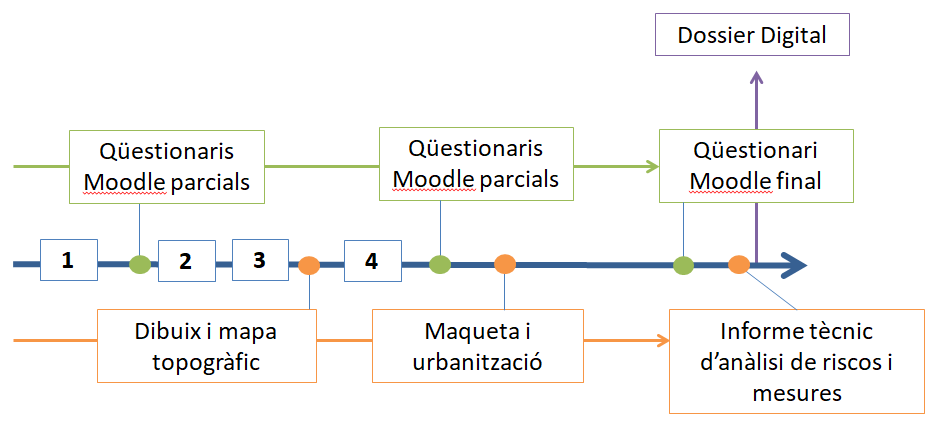 Dossier Digital
Qüestionaris
Moodle parcials
Qüestionaris
Moodle parcials
Qüestionari
Moodle final
1
2
3
4
Dibuix i mapa
topogràfic
Maqueta i
urbanització
Informe tècnic
d’anàlisi de riscos i
mesures